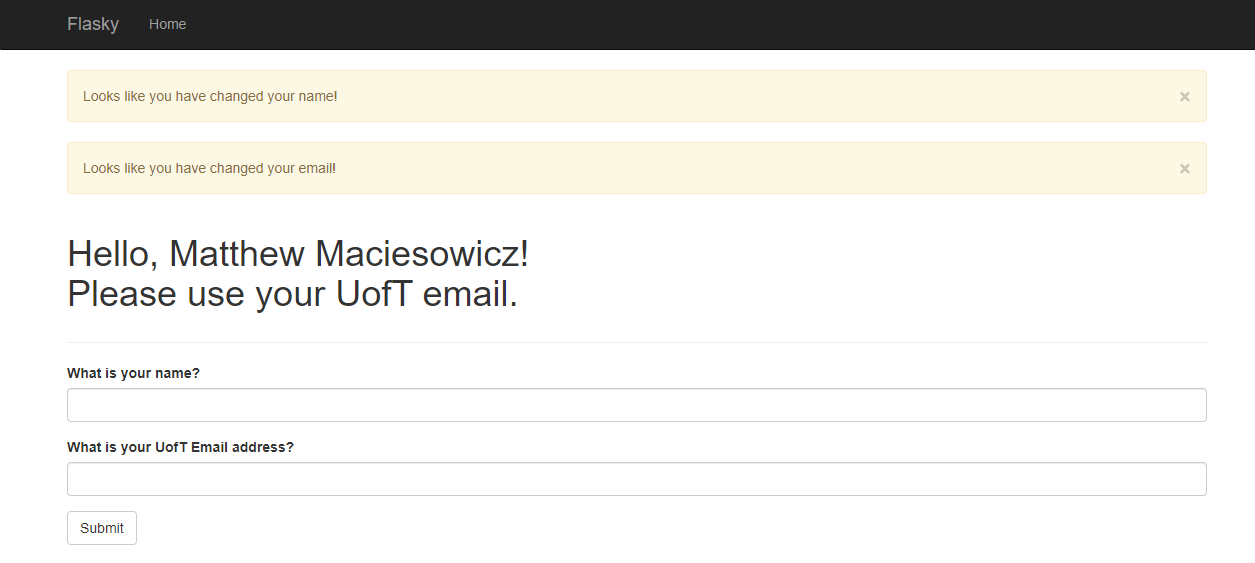 Flasky Home
Looks like you have changed your name! ×
Looks like you have changed your email! ×
Hello, Matthew Maciesowicz!
Please use your UofT email.
What is your name?
What is your UofT Email address?
Submit